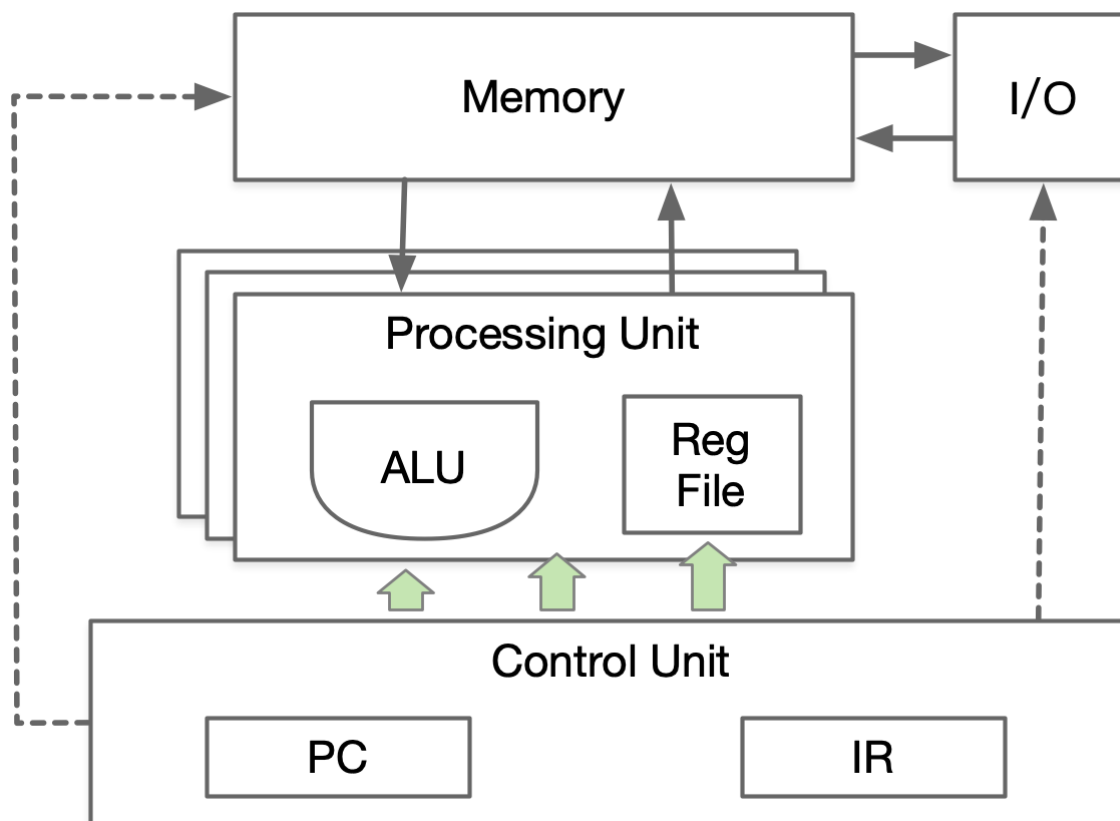 Memory
I/O
Processing Unit
ALU
Reg
File
Control Unit
PC
IR